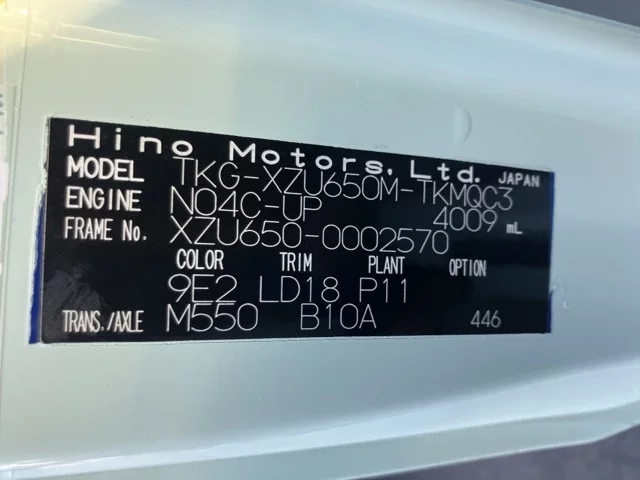 Hino Motors, Ltd. JAPAN
MODEL TKG-XZU650M-TKMQC3
ENGINE N04C-UP 4009 mL
FRAME No. XZU650-0002570
COLOR TRIM PLANT OPTION
9E2 LD18 P11
TRANS./AXLE M550 B10A 446